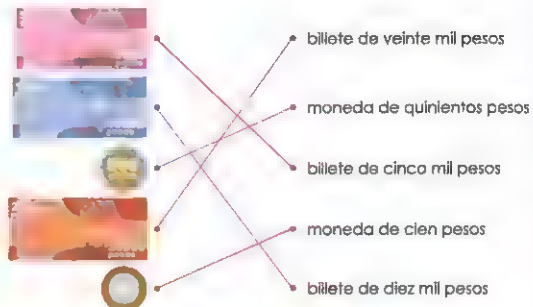 billete de veinte mil pesos
moneda de quinientos pesos
billete de cinco mil pesos
moneda de cien pesos
billete de diez mil pesos